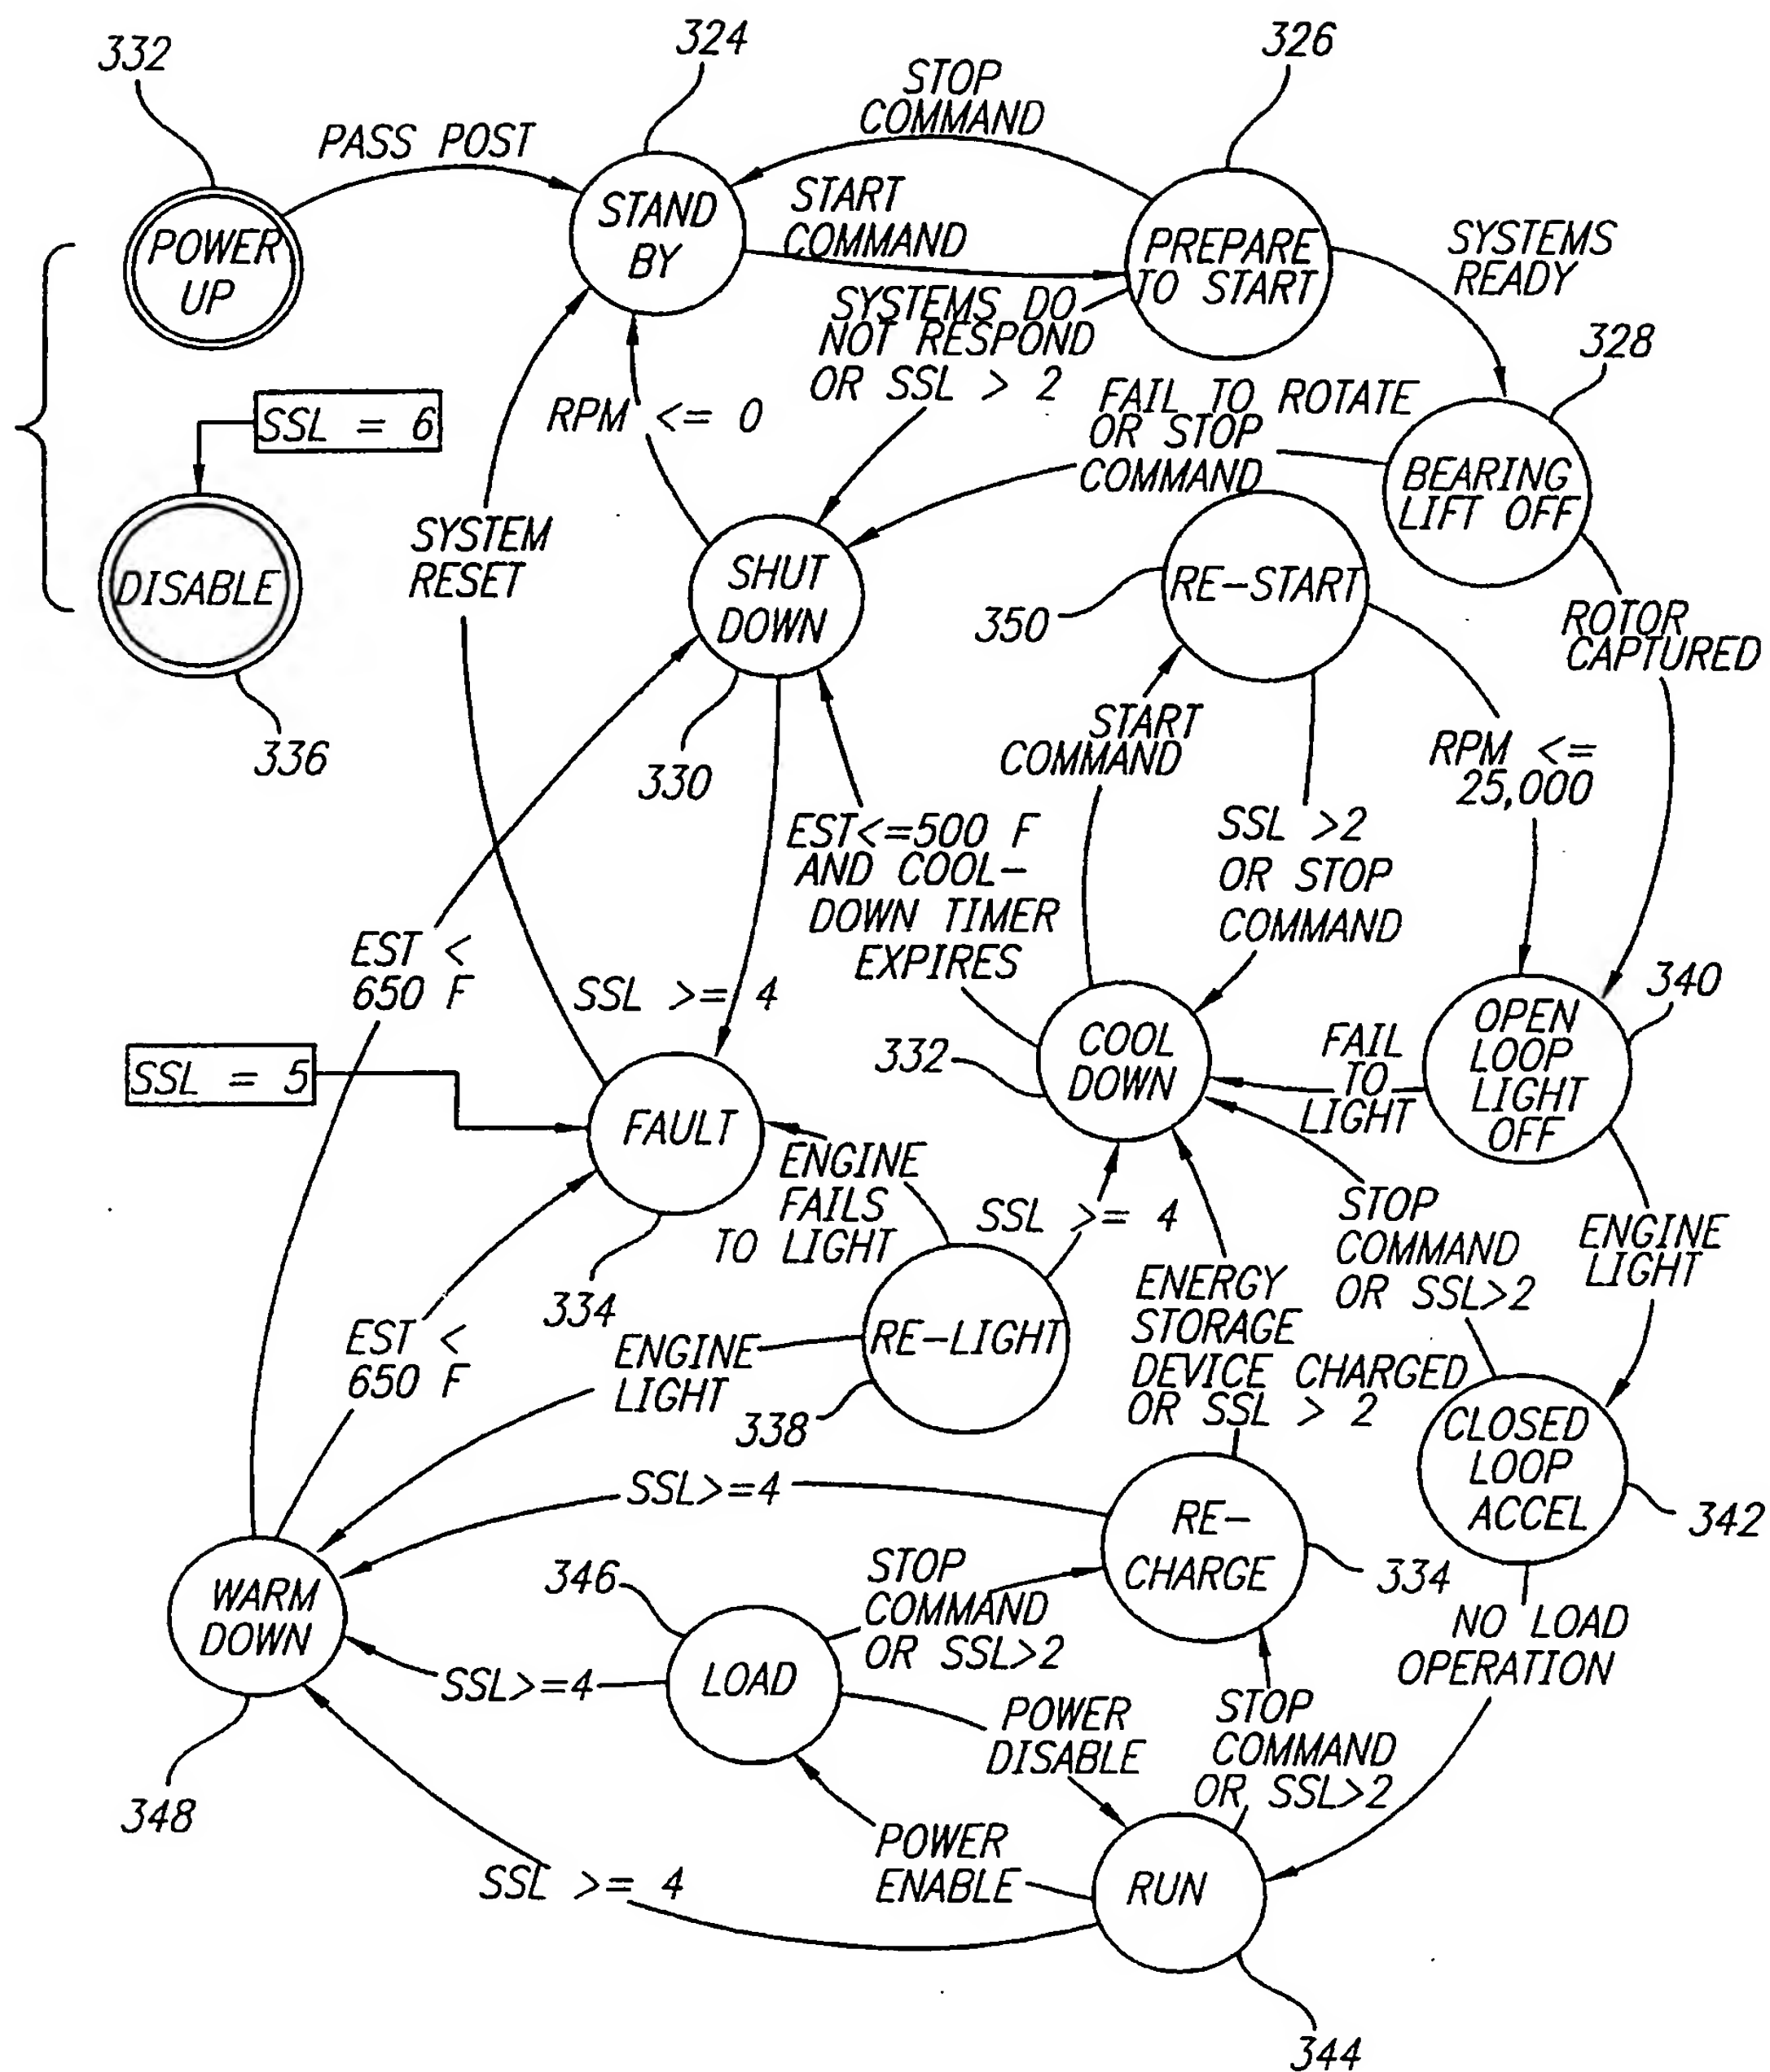 332
324
326
STOP
COMMAND
PASS POST
STAND
BY
START
COMMAND
POWER
UP
PREPARE
TO START
SYSTEMS
READY
SYSTEMS DO
NOT RESPOND
OR SSL > 2
328
SSL = 6
RPM <= 0
FAIL TO ROTATE
OR STOP
COMMAND
BEARING
LIFT OFF
DISABLE
SYSTEM
RESET
SHUT
DOWN
RE-START
350
ROTOR
CAPTURED
336
330
START
COMMAND
RPM <=
25,000
EST<=500 F
AND COOL-
DOWN TIMER
EXPIRES
SSL >2
OR STOP
COMMAND
EST <
650 F
SSL >= 4
340
OPEN
LOOP
LIGHT
OFF
COOL
DOWN
332
FAIL
TO
LIGHT
SSL = 5
FAULT
ENGINE
FAILS
TO LIGHT
SSL >= 4
STOP
COMMAND
OR SSL>2
ENGINE
LIGHT
334
EST <
650 F
ENGINE
LIGHT
RE-LIGHT
338
ENERGY
STORAGE
DEVICE CHARGED
OR SSL > 2
CLOSED
LOOP
ACCEL
342
SSL>=4
RE-
CHARGE
334
346
STOP
COMMAND
OR SSL>2
WARM
DOWN
NO LOAD
OPERATION
SSL>=4
LOAD
POWER
DISABLE
STOP
COMMAND
OR SSL>2
348
POWER
ENABLE
RUN
SSL >= 4
344